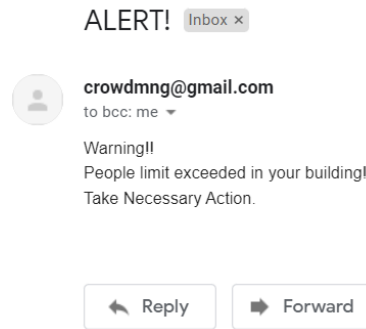 ALERT! Inbox ×
crowdmng@gmail.com
to bcc: me
Warning!!
People limit exceeded in your building!
Take Necessary Action.
Reply Forward